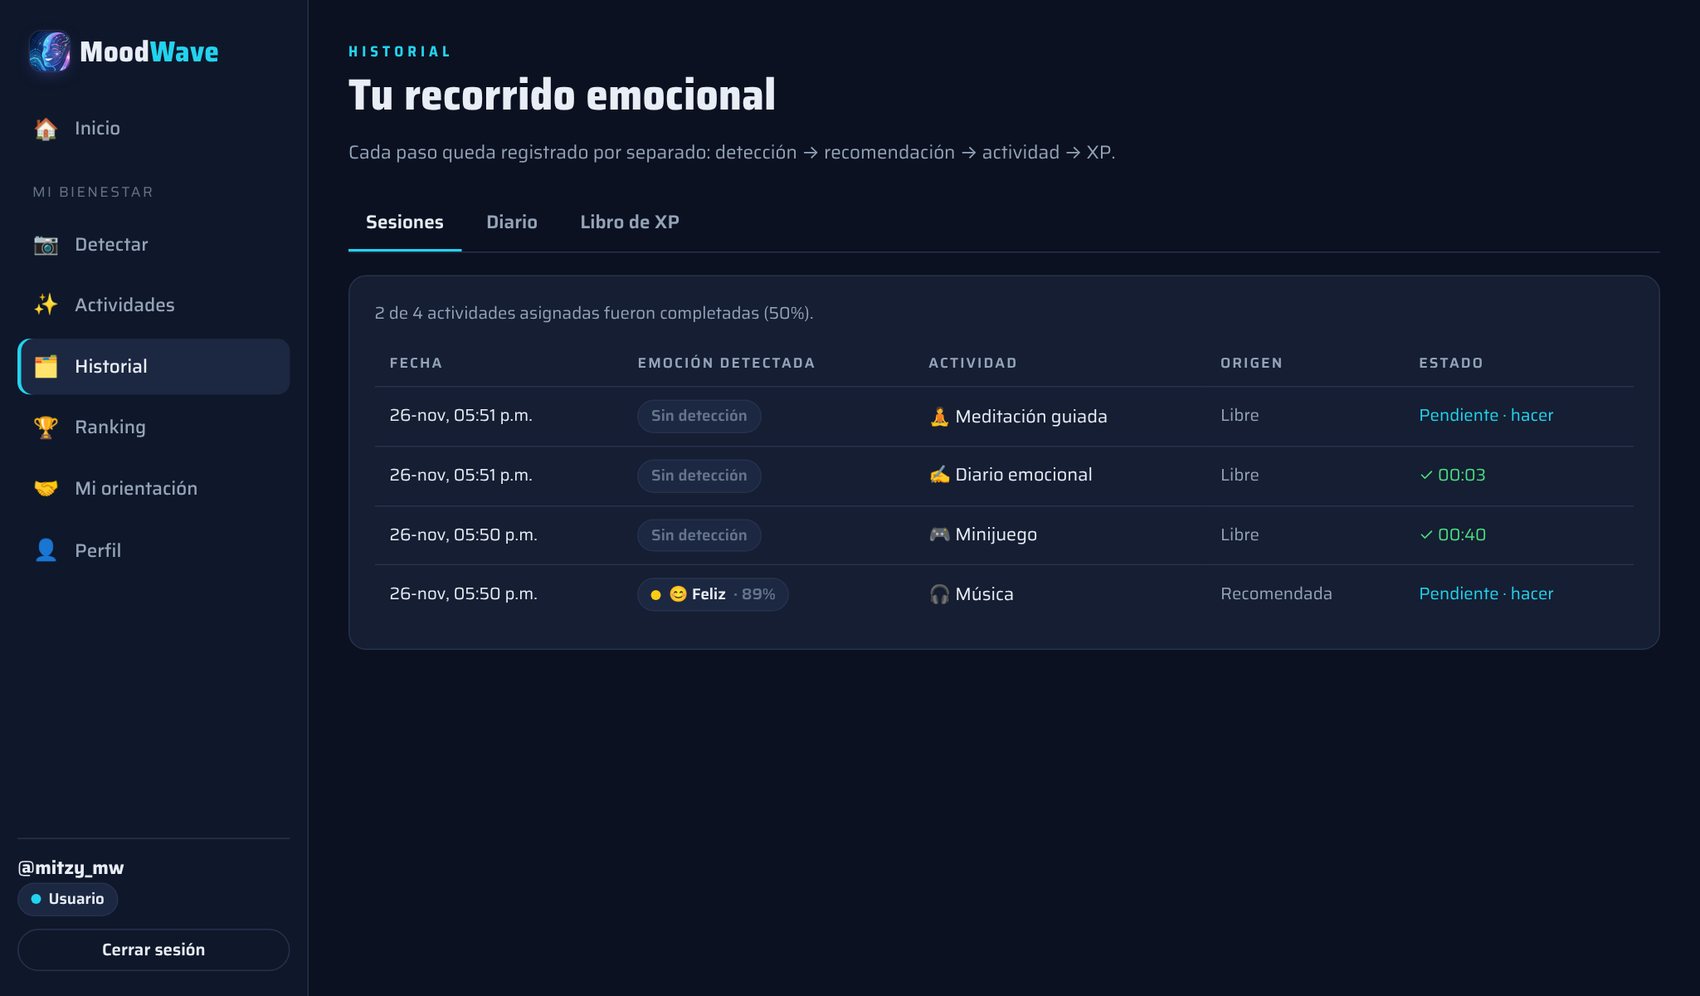 MoodWave
Inicio
MI BIENESTAR
Detectar
Actividades
Historial
Ranking
Mi orientación
Perfil
@mitzy_mw
Usuario
Cerrar sesión
HISTORIAL
Tu recorrido emocional
Cada paso queda registrado por separado: detección → recomendación → actividad → XP.
Sesiones Diario Libro de XP
2 de 4 actividades asignadas fueron completadas (50%).
FECHA EMOCIÓN DETECTADA ACTIVIDAD ORIGEN ESTADO
26-nov, 05:51 p.m. Sin detección Meditación guiada Libre Pendiente · hacer
26-nov, 05:51 p.m. Sin detección Diario emocional Libre ✓ 00:03
26-nov, 05:50 p.m. Sin detección Minijuego Libre ✓ 00:40
26-nov, 05:50 p.m. Feliz · 89% Música Recomendada Pendiente · hacer